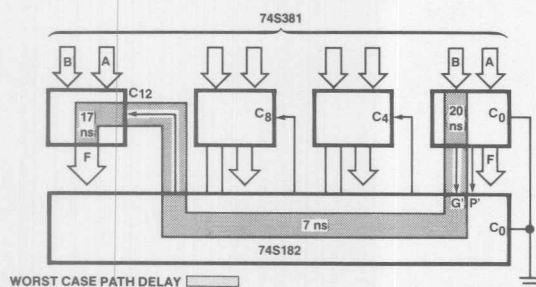 74S381
B A B A
C12
17 ns
C8
C4
20 ns
C0
F
F
G' P'
C0
7 ns
74S182
WORST CASE PATH DELAY